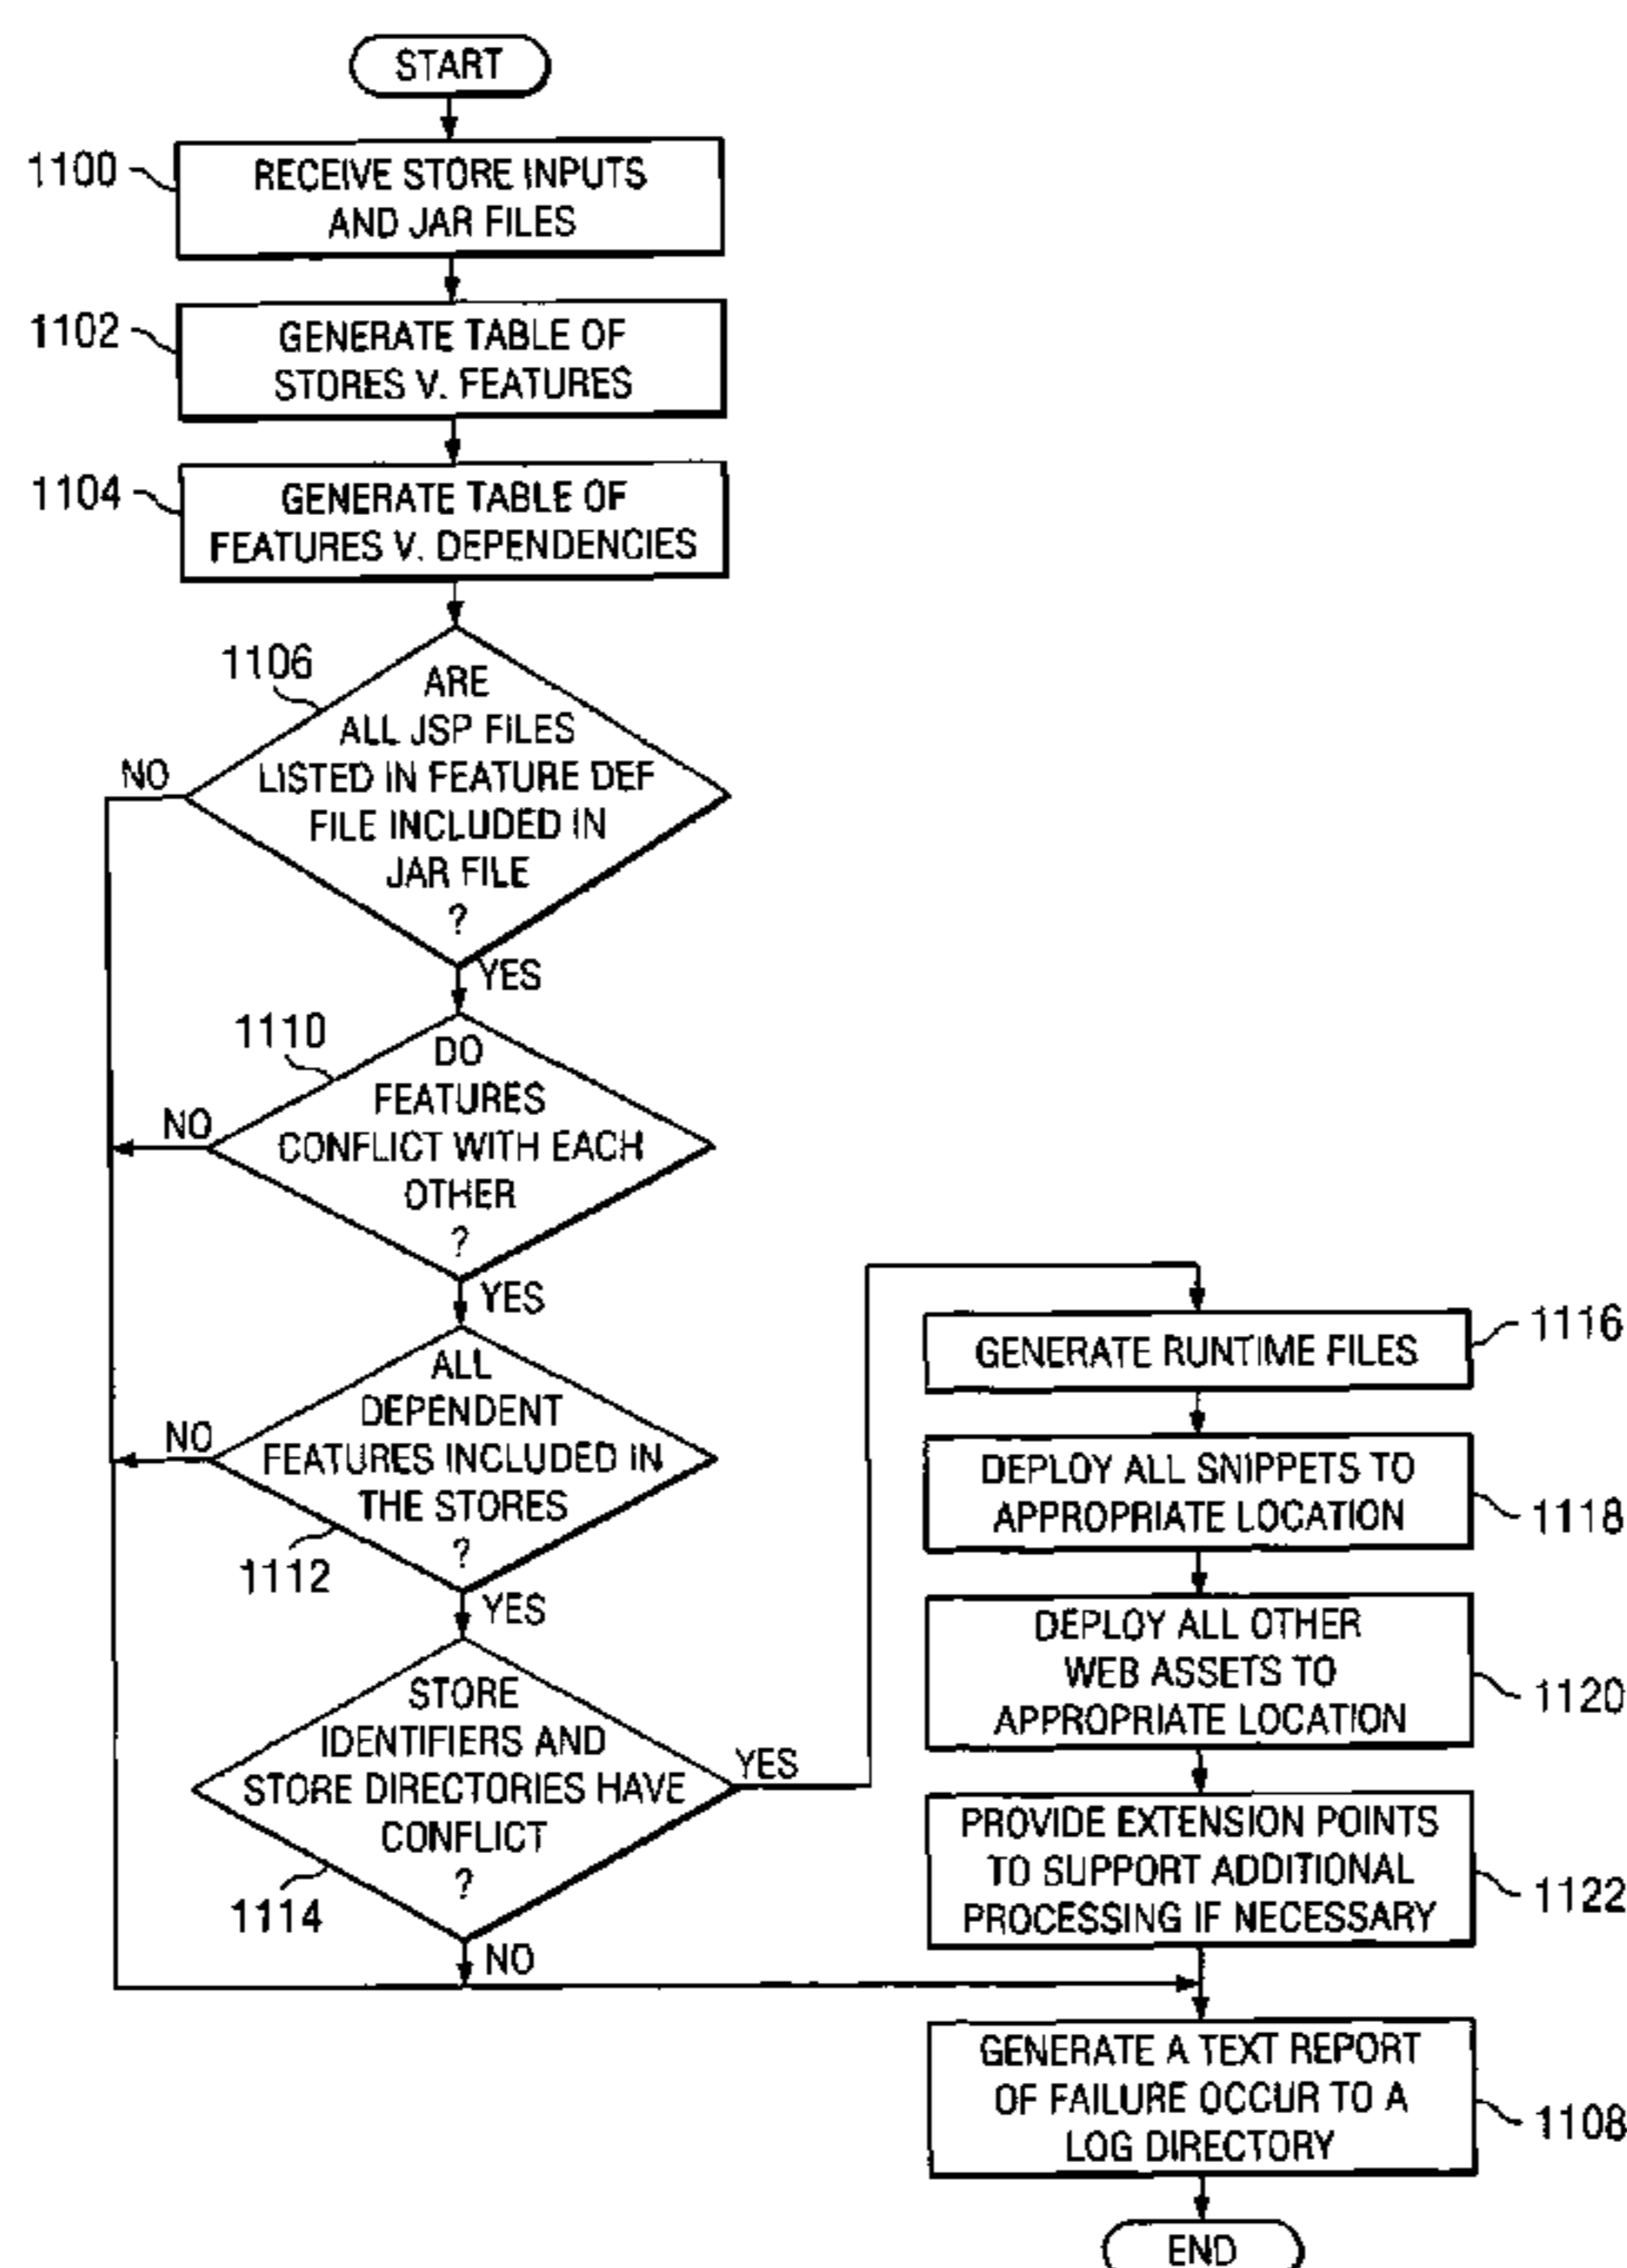 START
1100
RECEIVE STORE INPUTS
AND JAR FILES
1102
GENERATE TABLE OF
STORES V. FEATURES
1104
GENERATE TABLE OF
FEATURES V. DEPENDENCIES
1106
ARE
ALL JSP FILES
LISTED IN FEATURE DEF
FILE INCLUDED IN
JAR FILE
?
NO
YES
1110
DO
FEATURES
CONFLICT WITH EACH
OTHER
?
NO
YES
ALL
DEPENDENT
FEATURES INCLUDED IN
THE STORES
?
1112
NO
YES
STORE
IDENTIFIERS AND
STORE DIRECTORIES HAVE
CONFLICT
?
1114
YES
NO
GENERATE RUNTIME FILES
1116
DEPLOY ALL SNIPPETS TO
APPROPRIATE LOCATION
1118
DEPLOY ALL OTHER
WEB ASSETS TO
APPROPRIATE LOCATION
1120
PROVIDE EXTENSION POINTS
TO SUPPORT ADDITIONAL
PROCESSING IF NECESSARY
1122
GENERATE A TEXT REPORT
OF FAILURE OCCUR TO A
LOG DIRECTORY
1108
END